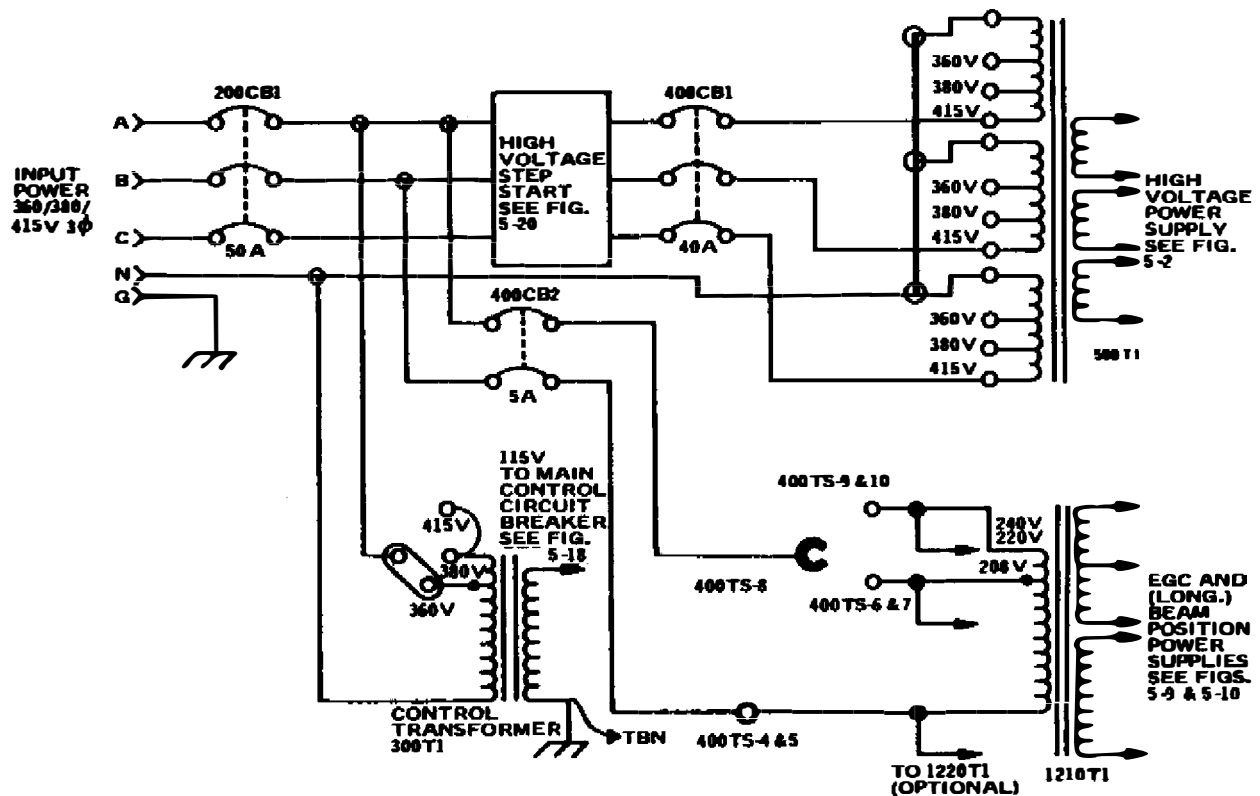 INPUT
POWER
360/380/
415V 3ϕ
A
B
C
N
G
200CB1
50A
HIGH
VOLTAGE
STEP
START
SEE FIG.
5-20
400CB1
40A
360V
380V
415V
360V
380V
415V
360V
380V
415V
HIGH
VOLTAGE
POWER
SUPPLY
SEE FIG.
5-2
500T1
400CB2
5A
415V
380V
360V
115V
TO MAIN
CONTROL
CIRCUIT
BREAKER
SEE FIG.
5-18
CONTROL
TRANSFORMER
300T1
TBN
400TS-8
400TS-9&10
400TS-6&7
400TS-4&5
240V
220V
208V
TO 1220T1
(OPTIONAL)
1210T1
EGC AND
(LONG.)
BEAM
POSITION
POWER
SUPPLIES
SEE FIGS.
5-9 & 5-10